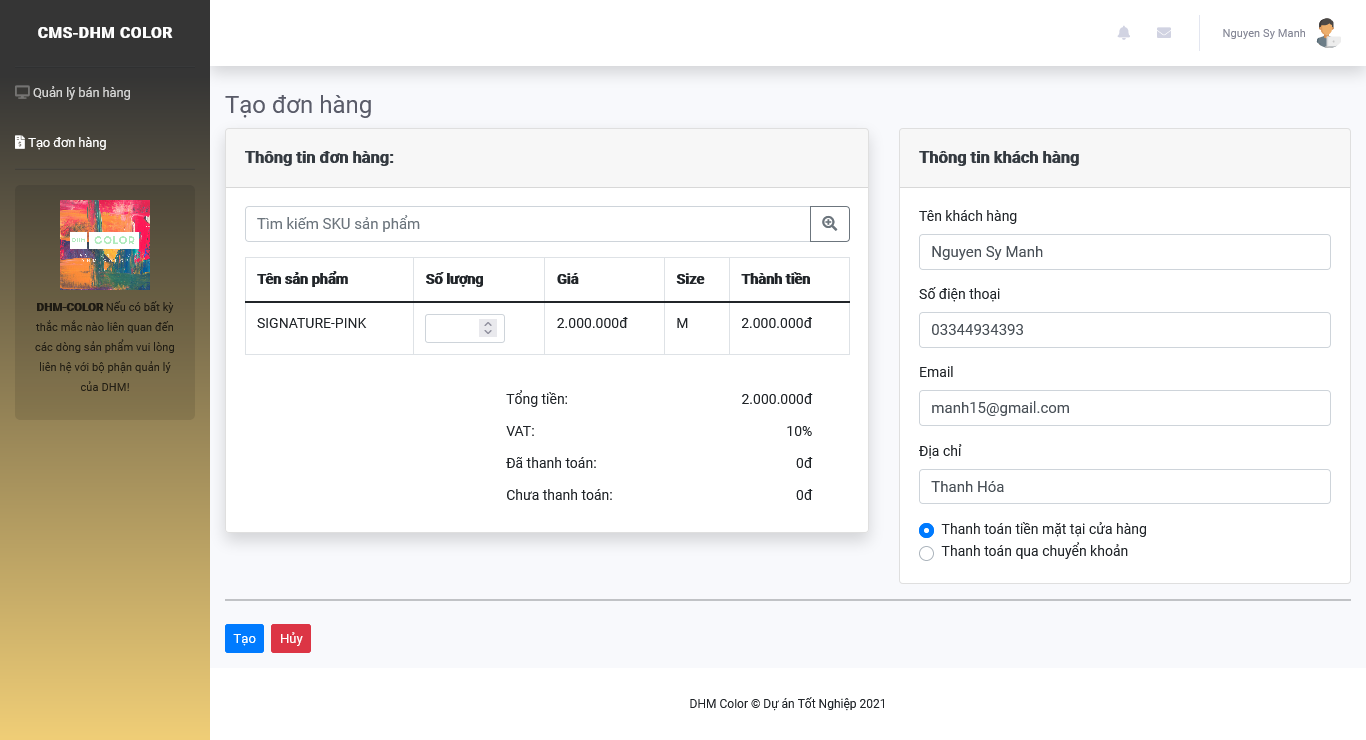 CMS-DHM COLOR
Nguyen Sy Manh
Quản lý bán hàng
Tạo đơn hàng
DHM COLOR
DHM-COLOR Nếu có bất kỳ
thắc mắc nào liên quan đến
các dòng sản phẩm vui lòng
liên hệ với bộ phận quản lý
của DHM!
Tạo đơn hàng
Thông tin đơn hàng:
Tìm kiếm SKU sản phẩm
Tên sản phẩm Số lượng Giá Size Thành tiền
SIGNATURE-PINK 2.000.000đ M 2.000.000đ
Tổng tiền: 2.000.000đ
VAT: 10%
Đã thanh toán: 0đ
Chưa thanh toán: 0đ
Thông tin khách hàng
Tên khách hàng
Nguyen Sy Manh
Số điện thoại
03344934393
Email
manh15@gmail.com
Địa chỉ
Thanh Hóa
Thanh toán tiền mặt tại cửa hàng
Thanh toán qua chuyển khoản
Tạo Hủy
DHM Color © Dự án Tốt Nghiệp 2021